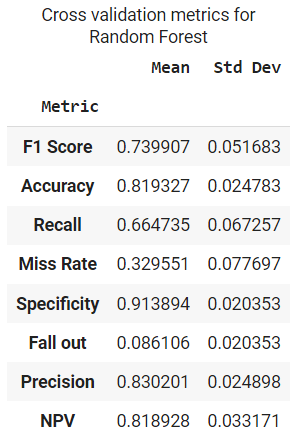 Cross validation metrics for
Random Forest
Mean Std Dev
Metric
F1 Score 0.739907 0.051683
Accuracy 0.819327 0.024783
Recall 0.664735 0.067257
Miss Rate 0.329551 0.077697
Specificity 0.913894 0.020353
Fall out 0.086106 0.020353
Precision 0.830201 0.024898
NPV 0.818928 0.033171